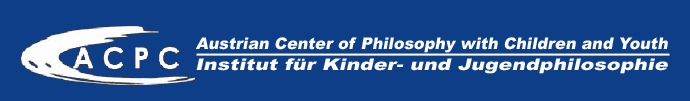 ACPC
Austrian Center of Philosophy with Children and Youth
Institut für Kinder- und Jugendphilosophie